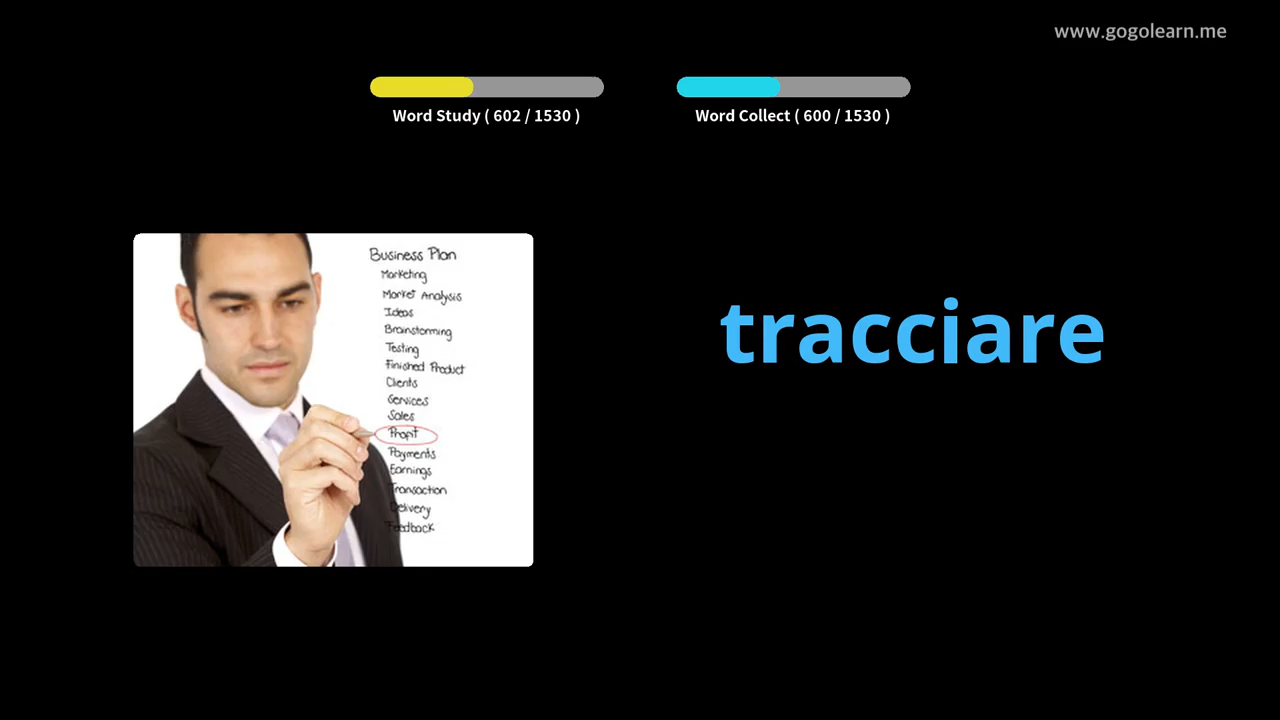 www.gogolearn.me
Word Study ( 602 / 1530 )
Word Collect ( 600 / 1530 )
Business Plan
Marketing
Market Analysis
Ideas
Brainstorming
Testing
Finished Product
Clients
Services
Sales
Profit
Payments
Earnings
Transaction
Delivery
Feedback
tracciare